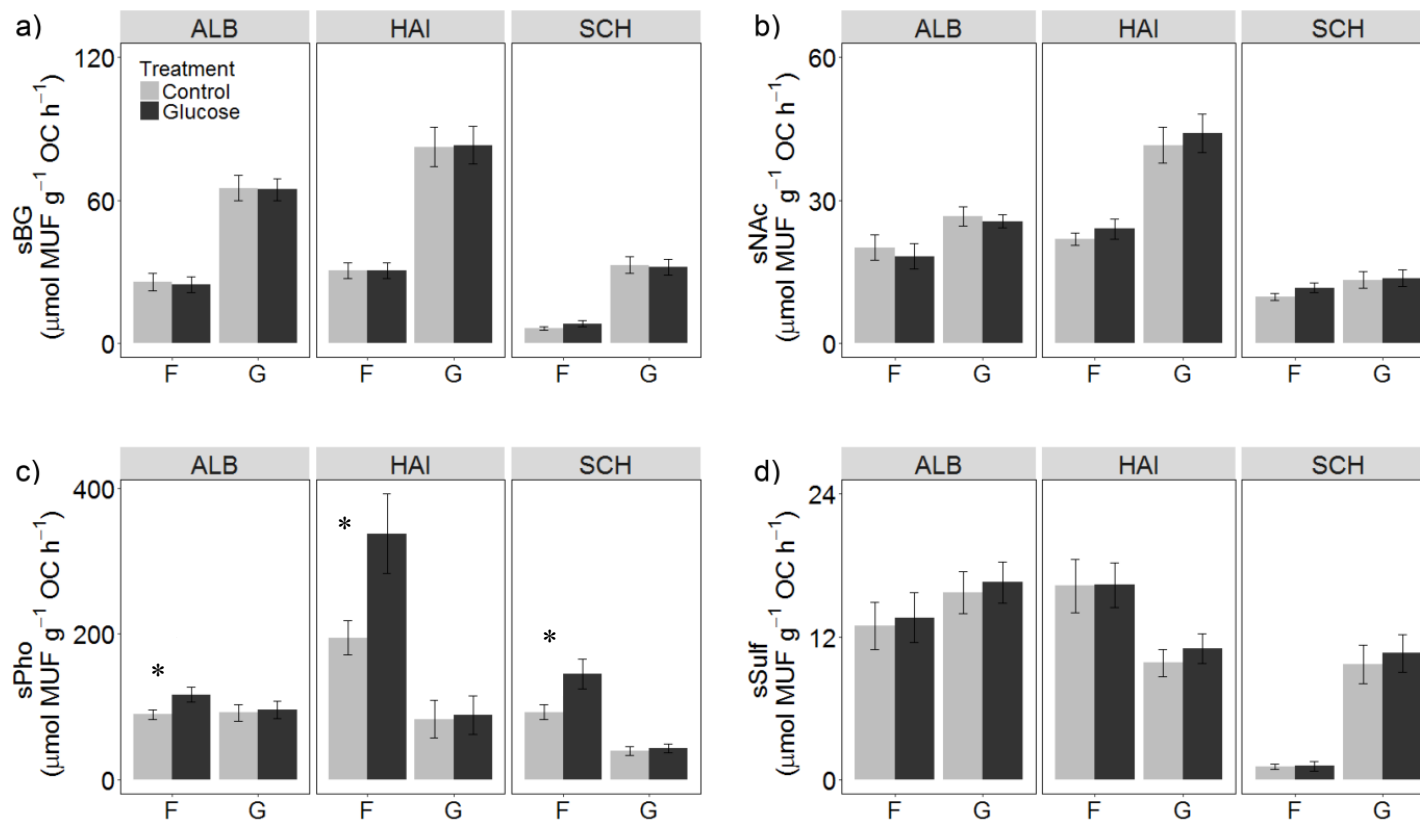 a)
ALB HAI SCH
sBG
(μmol MUF g⁻¹ OC h⁻¹)
120
60
0
Treatment
Control
Glucose
F G F G F G
b)
ALB HAI SCH
sNAc
(μmol MUF g⁻¹ OC h⁻¹)
60
30
0
F G F G F G
c)
ALB HAI SCH
sPho
(μmol MUF g⁻¹ OC h⁻¹)
400
200
0
*
*
*
F G F G F G
d)
ALB HAI SCH
sSulf
(μmol MUF g⁻¹ OC h⁻¹)
24
12
0
F G F G F G